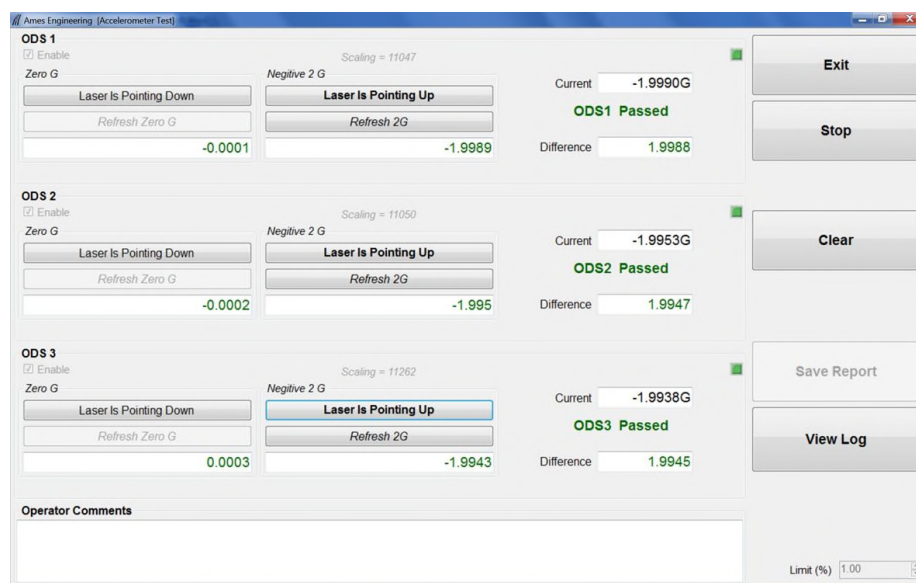 Ames Engineering [Accelerometer Test]
ODS 1
Enable
Scaling = 11047
Zero G
Negitive 2 G
Laser Is Pointing Down
Laser Is Pointing Up
Current
-1.9990G
Refresh Zero G
Refresh 2G
ODS1 Passed
-0.0001
-1.9989
Difference
1.9988
ODS 2
Enable
Scaling = 11050
Zero G
Negitive 2 G
Laser Is Pointing Down
Laser Is Pointing Up
Current
-1.9953G
Refresh Zero G
Refresh 2G
ODS2 Passed
-0.0002
-1.995
Difference
1.9947
ODS 3
Enable
Scaling = 11262
Zero G
Negitive 2 G
Laser Is Pointing Down
Laser Is Pointing Up
Current
-1.9938G
Refresh Zero G
Refresh 2G
ODS3 Passed
0.0003
-1.9943
Difference
1.9945
Operator Comments
Exit
Stop
Clear
Save Report
View Log
Limit (%) 1.00